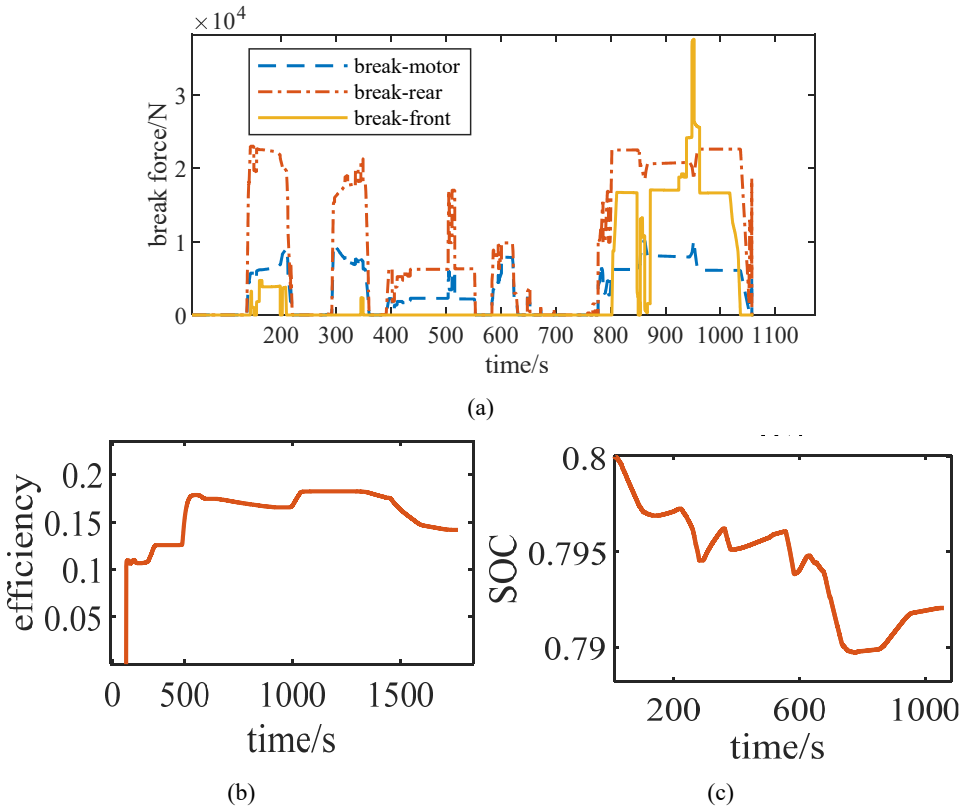 ×10⁴
break force/N
3
2
1
0
break-motor
break-rear
break-front
200 300 400 500 600 700 800 900 1000 1100
time/s
(a)
efficiency
0.2
0.15
0.1
0.05
0 500 1000 1500
time/s
(b)
SOC
0.8
0.795
0.79
200 600 1000
time/s
(c)